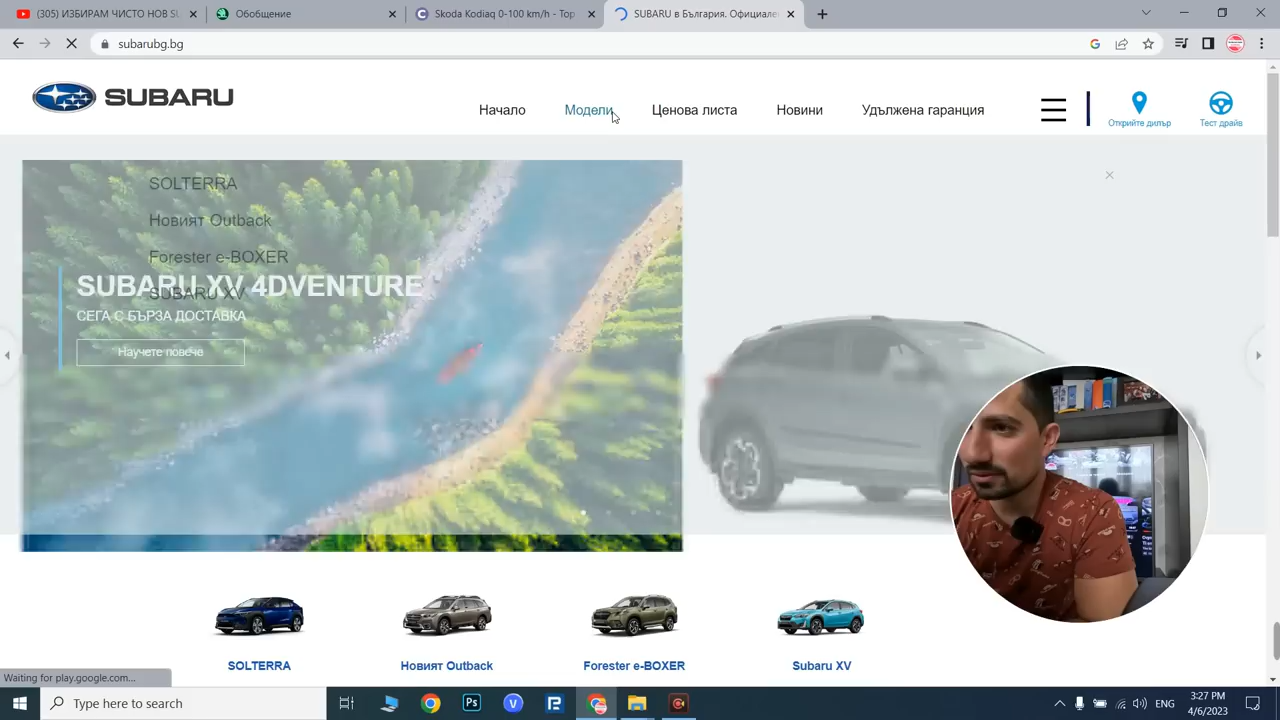 (305) ИЗБИРАМ ЧИСТО НОВ SU
Обобщение
Skoda Kodiaq 0-100 km/h - Top
SUBARU в България. Официале
subarubg.bg
SUBARU
Начало
Модели
Ценова листа
Новини
Удължена гаранция
Открийте дилър
Тест драйв
SOLTERRA
Новият Outback
Forester e-BOXER
SUBARU XV
SUBARU XV 4DVENTURE
СЕГА С БЪРЗА ДОСТАВКА
Научете повече
SOLTERRA
Новият Outback
Forester e-BOXER
Subaru XV
Waiting for play.google.com...
Type here to search
ENG
3:27 PM
4/6/2023